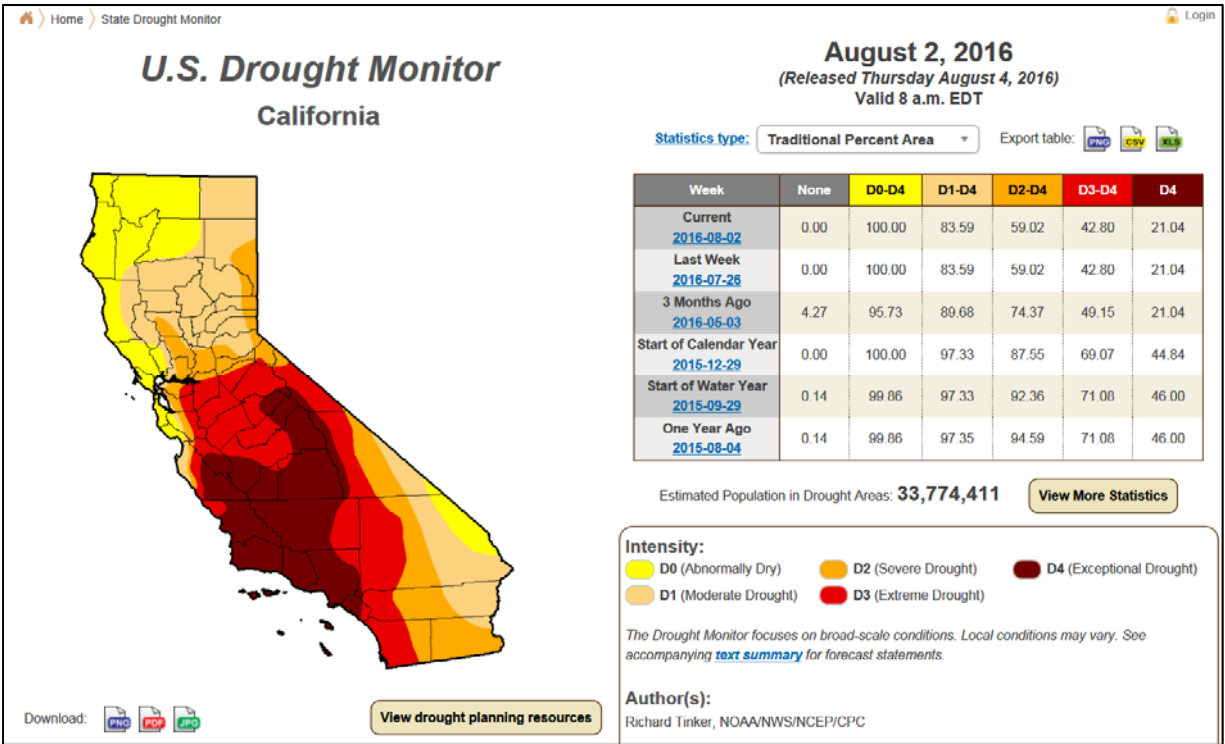 Home State Drought Monitor
Login
U.S. Drought Monitor
California
August 2, 2016
(Released Thursday August 4, 2016)
Valid 8 a.m. EDT
Statistics type: Traditional Percent Area Export table: PNG CSV XLS
Week None D0-D4 D1-D4 D2-D4 D3-D4 D4
Current
2016-08-02 0.00 100.00 83.59 59.02 42.80 21.04
Last Week
2016-07-26 0.00 100.00 83.59 59.02 42.80 21.04
3 Months Ago
2016-05-03 4.27 95.73 89.68 74.37 49.15 21.04
Start of Calendar Year
2015-12-29 0.00 100.00 97.33 87.55 69.07 44.84
Start of Water Year
2015-09-29 0.14 99.86 97.33 92.36 71.08 46.00
One Year Ago
2015-08-04 0.14 99.86 97.35 94.59 71.08 46.00
Estimated Population in Drought Areas: 33,774,411 View More Statistics
Intensity:
D0 (Abnormally Dry) D2 (Severe Drought) D4 (Exceptional Drought)
D1 (Moderate Drought) D3 (Extreme Drought)
The Drought Monitor focuses on broad-scale conditions. Local conditions may vary. See
accompanying text summary for forecast statements.
Author(s):
Richard Tinker, NOAA/NWS/NCEP/CPC
Download: PNG PDF JPG View drought planning resources